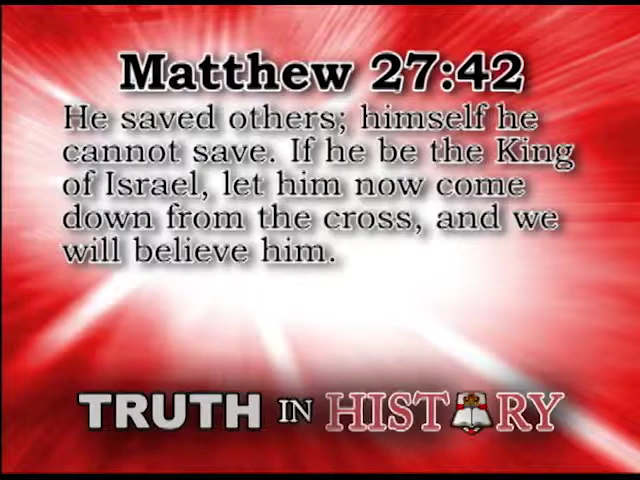 Matthew 27:42
He saved others; himself he
cannot save. If he be the King
of Israel, let him now come
down from the cross, and we
will believe him.
TRUTH IN HISTORY